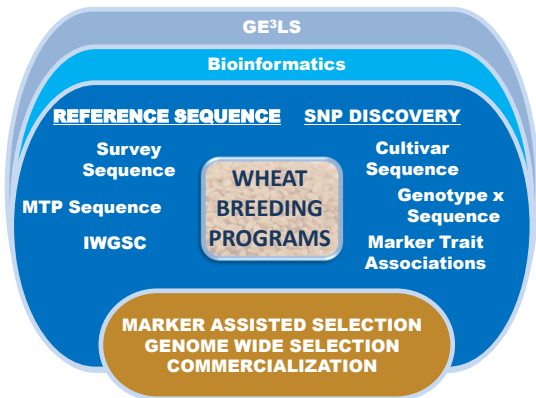 GE³LS
Bioinformatics
REFERENCE SEQUENCE
Survey
Sequence
MTP Sequence
IWGSC
WHEAT
BREEDING
PROGRAMS
SNP DISCOVERY
Cultivar
Sequence
Genotype x
Sequence
Marker Trait
Associations
MARKER ASSISTED SELECTION
GENOME WIDE SELECTION
COMMERCIALIZATION